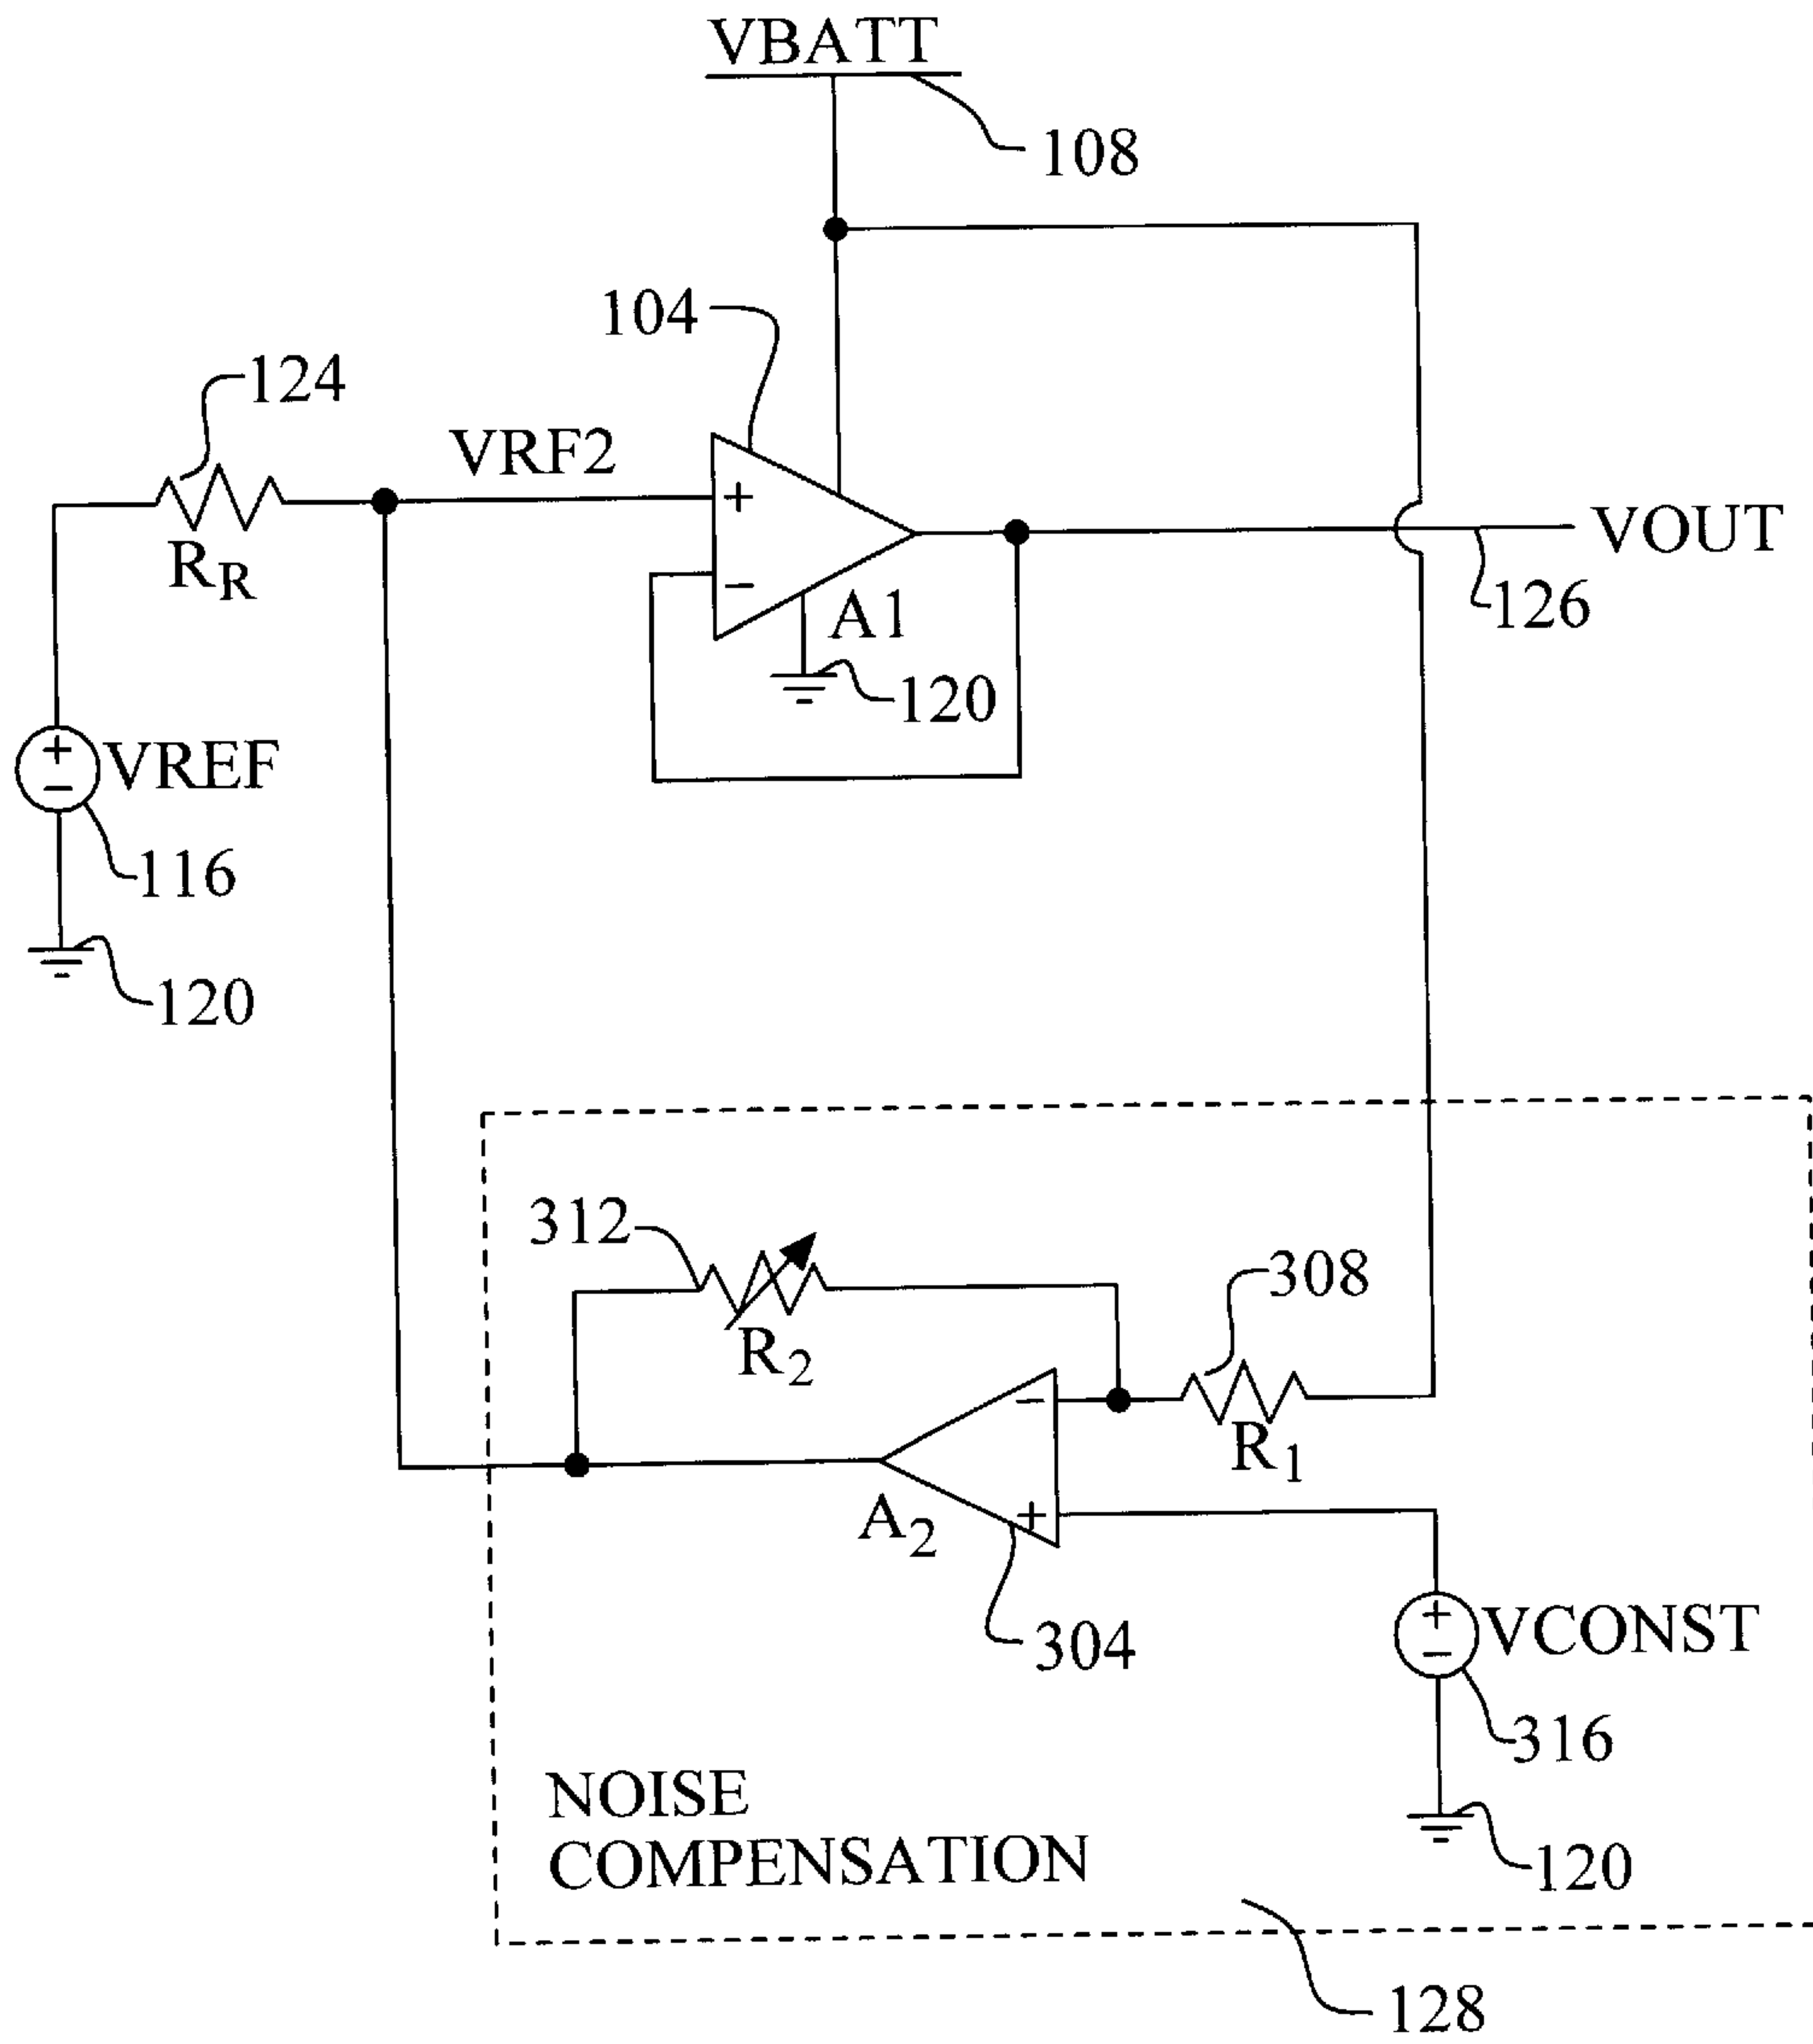 VBATT
108
104
124
VRF2
+
RR
−
VOUT
A1
126
120
+
−
VREF
116
120
312
308
R2
−
R1
+
A2
304
+
−
VCONST
316
NOISE
COMPENSATION
120
128